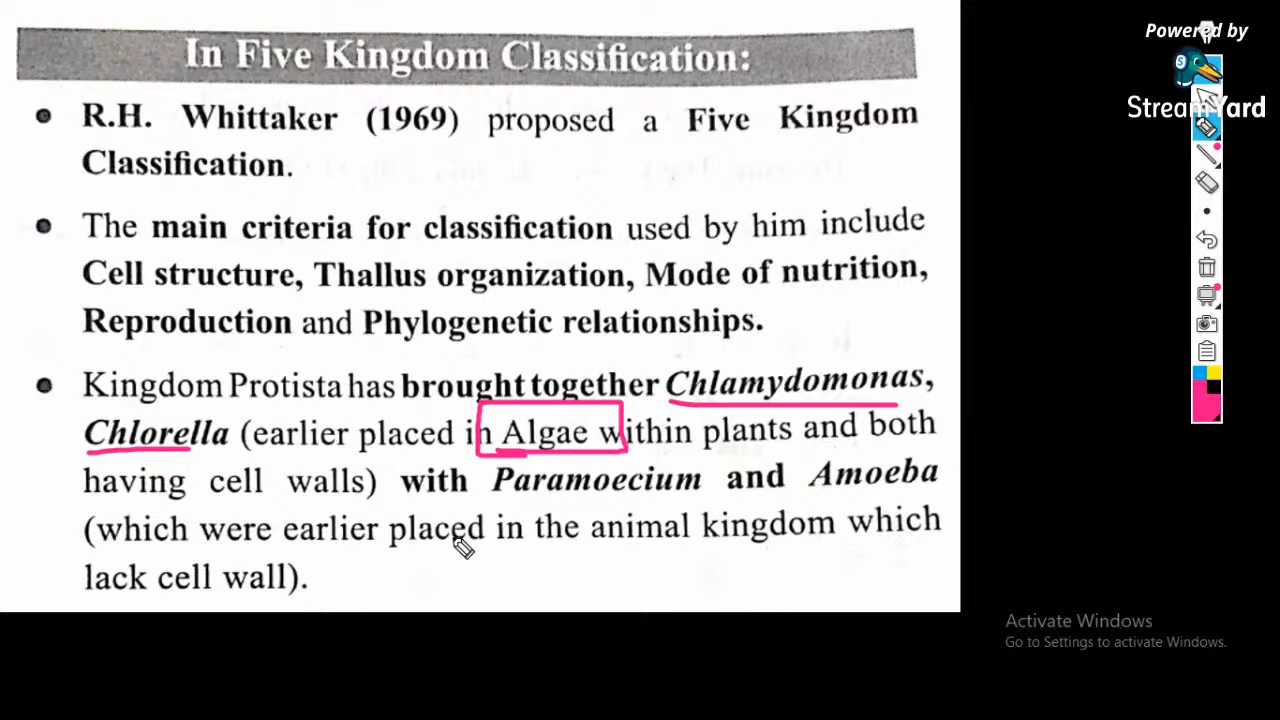 In Five Kingdom Classification:
R.H. Whittaker (1969) proposed a Five Kingdom
Classification.
The main criteria for classification used by him include
Cell structure, Thallus organization, Mode of nutrition,
Reproduction and Phylogenetic relationships.
Kingdom Protista has brought together Chlamydomonas,
Chlorella (earlier placed in Algae within plants and both
having cell walls) with Paramoecium and Amoeba
(which were earlier placed in the animal kingdom which
lack cell wall).
Powered by
StreamYard
Activate Windows
Go to Settings to activate Windows.